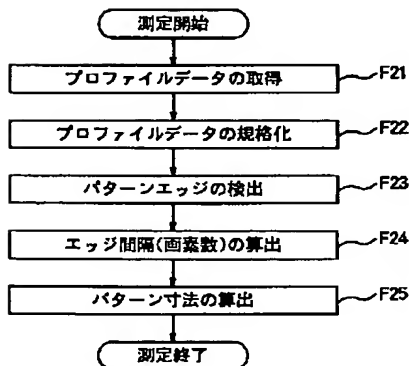 測定開始
プロファイルデータの取得
F21
プロファイルデータの規格化
F22
パターンエッジの検出
F23
エッジ間隔(画素数)の算出
F24
パターン寸法の算出
F25
測定終了